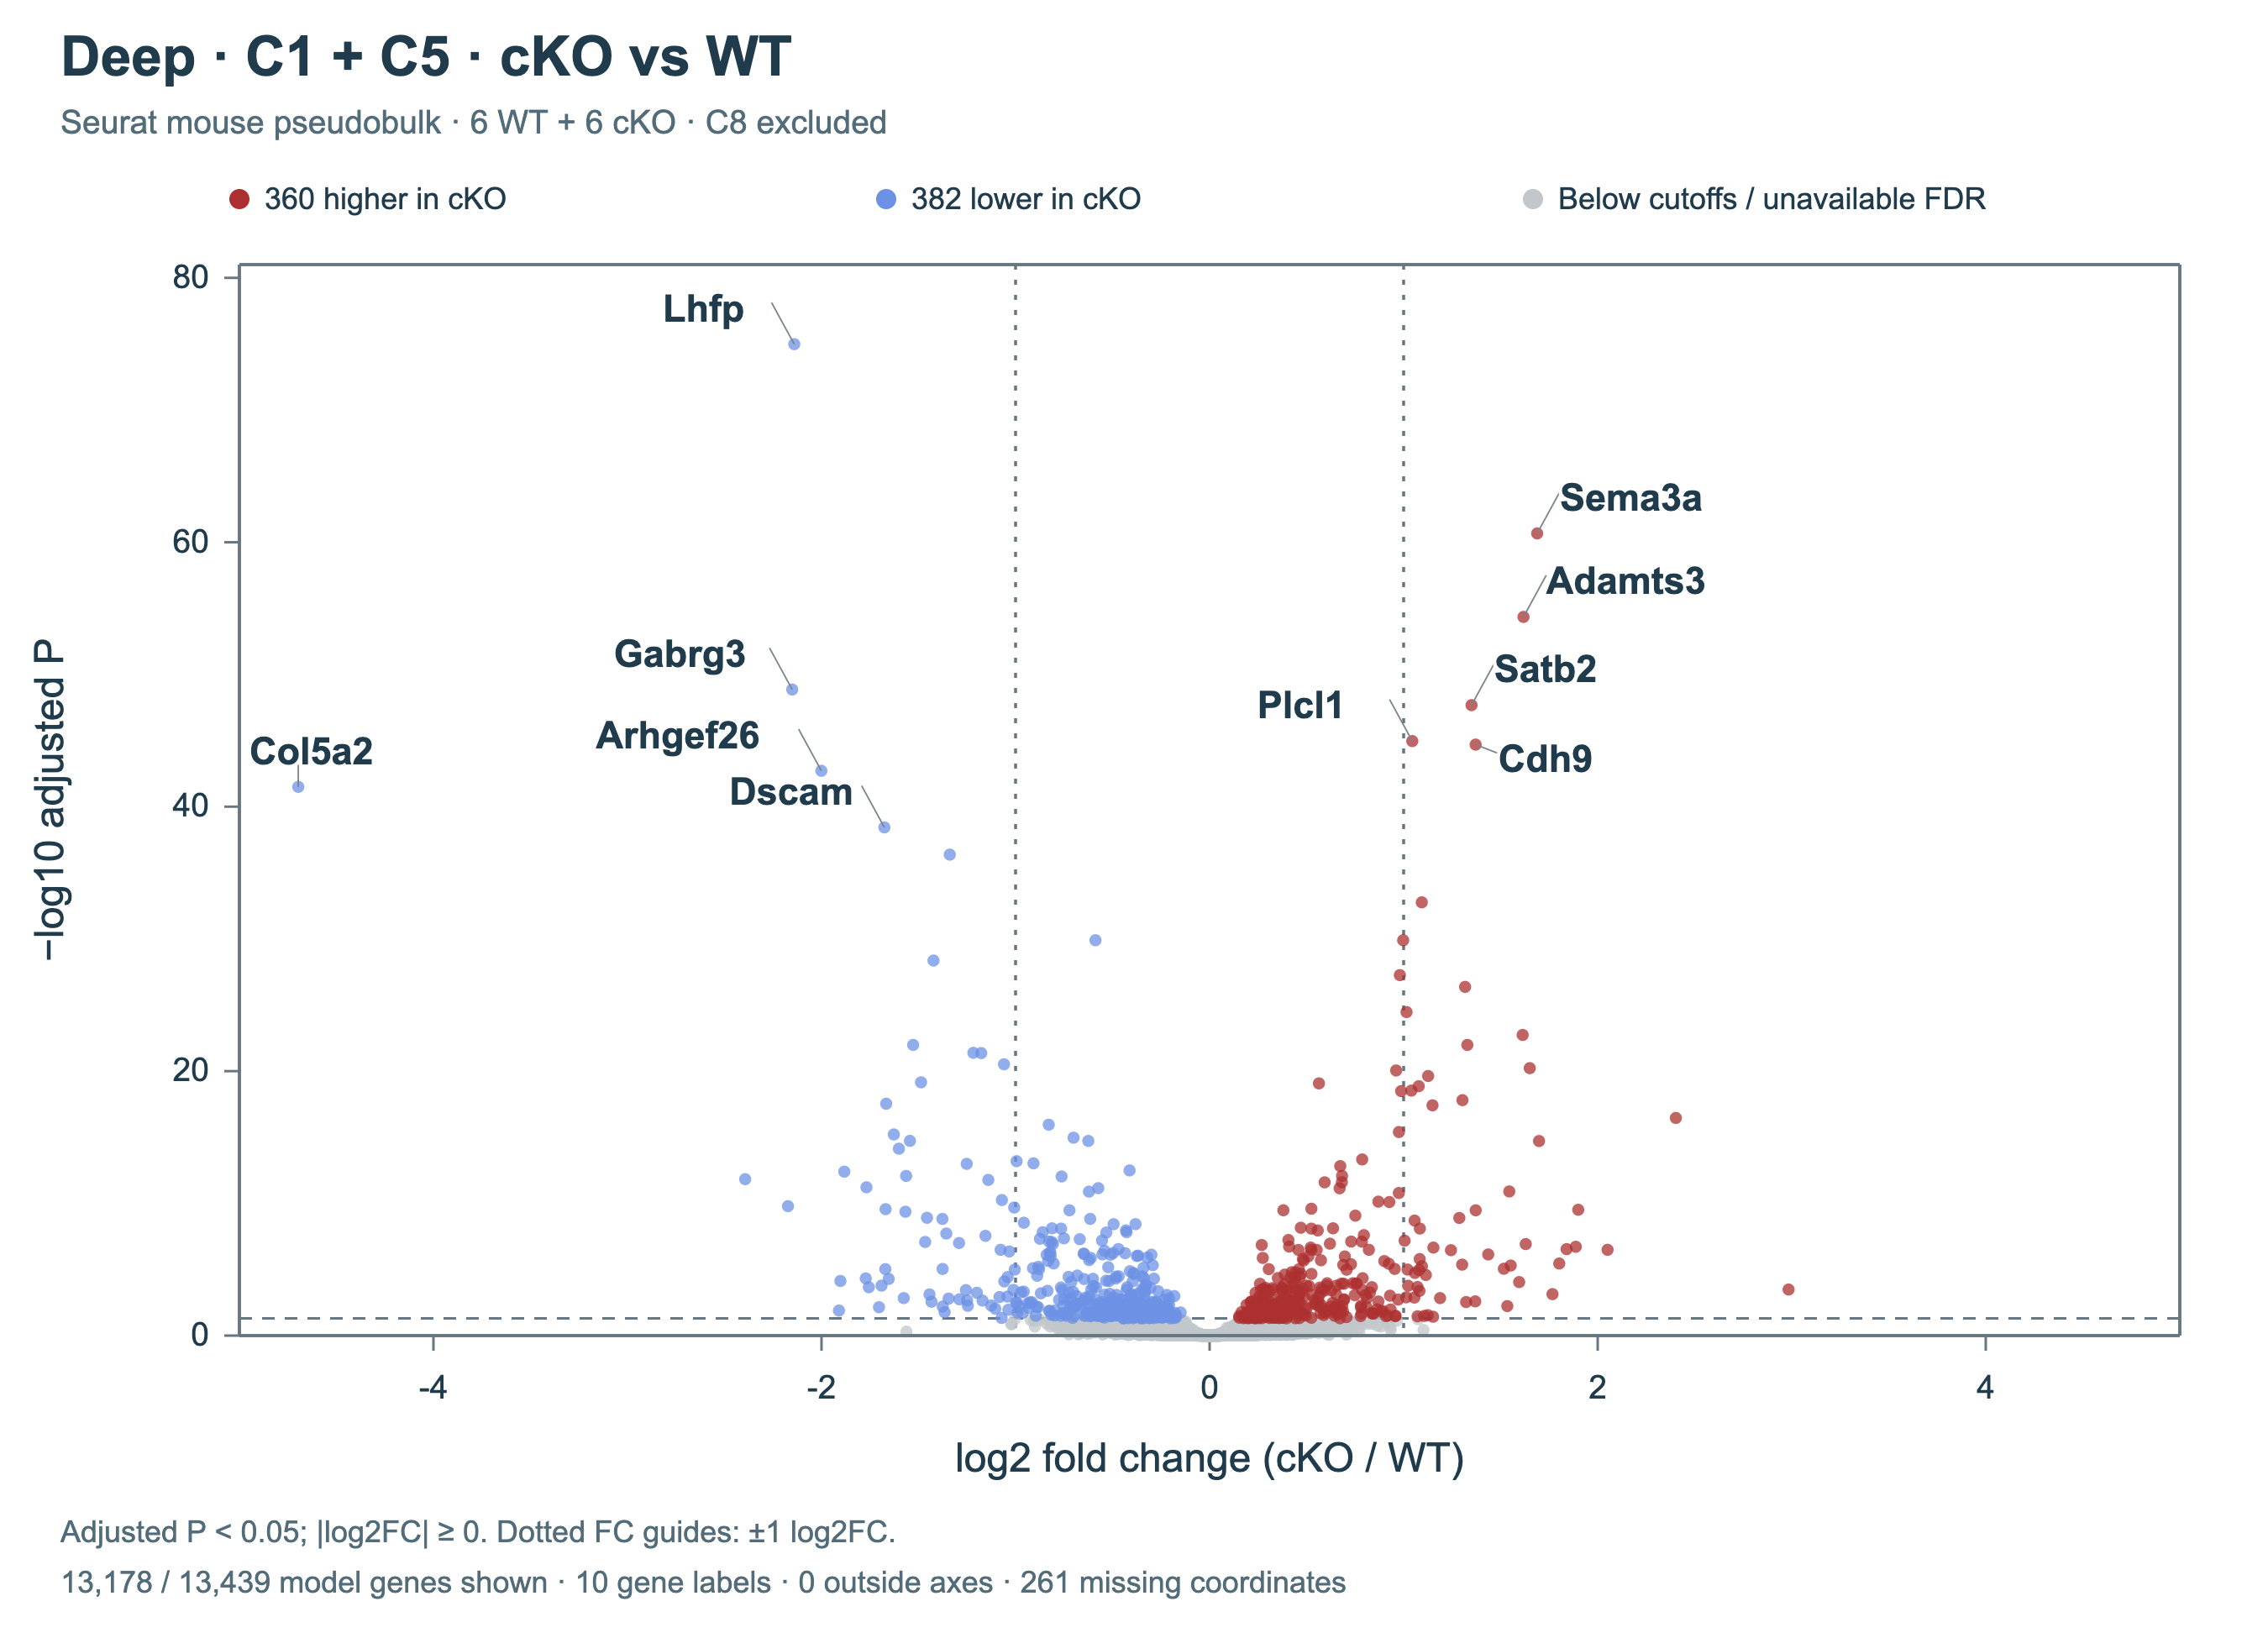 Deep · C1 + C5 · cKO vs WT
Seurat mouse pseudobulk · 6 WT + 6 cKO · C8 excluded
360 higher in cKO
382 lower in cKO
Below cutoffs / unavailable FDR
80
60
40
20
0
−log10 adjusted P
Lhfp
Sema3a
Adamts3
Gabrg3
Satb2
Plcl1
Arhgef26
Col5a2
Cdh9
Dscam
-4
-2
0
2
4
log2 fold change (cKO / WT)
Adjusted P < 0.05; |log2FC| ≥ 0. Dotted FC guides: ±1 log2FC.
13,178 / 13,439 model genes shown · 10 gene labels · 0 outside axes · 261 missing coordinates